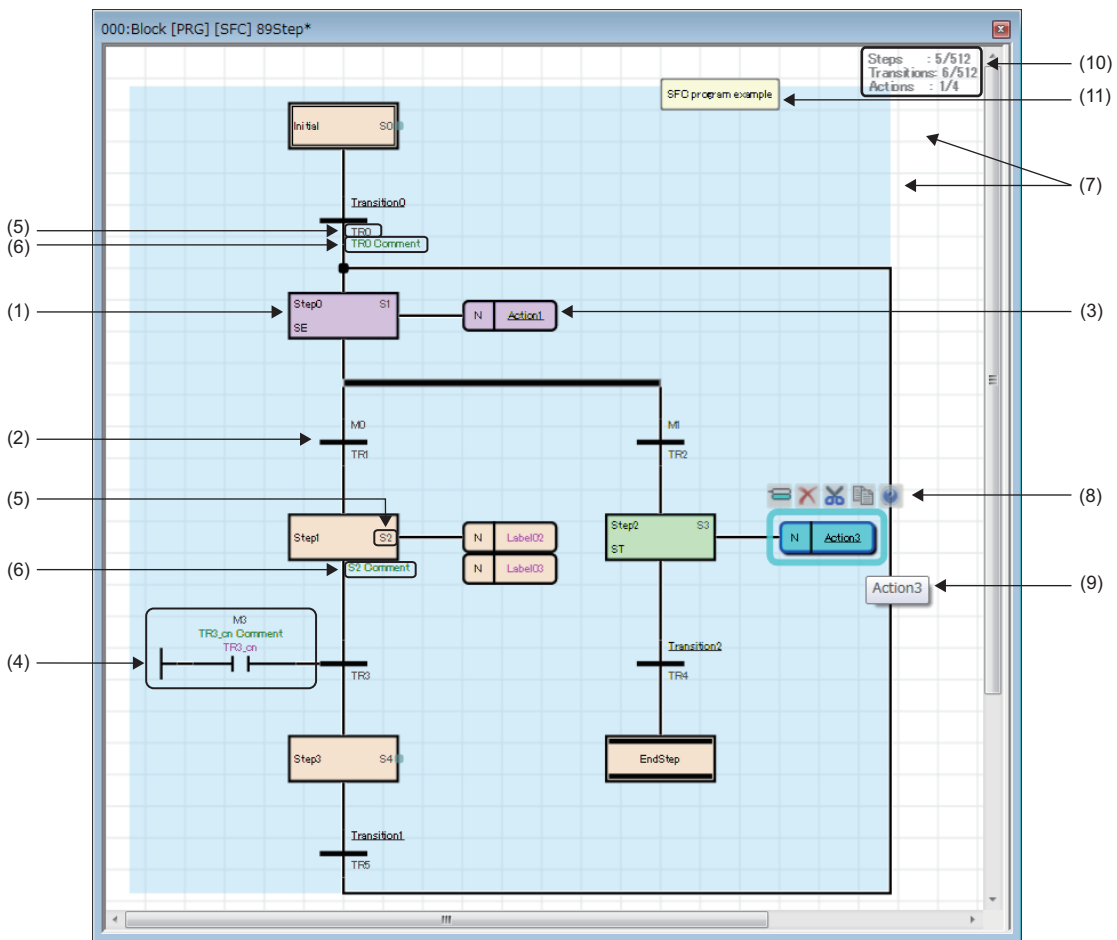 000:Block [PRG] [SFC] 89Step*
Steps : 5/512
Transitions: 6/512
Actions : 1/4
(10)
SFC program example
(11)
Initial S0
(7)
Transition0
(5)
TR0
(6)
TR0 Comment
(1)
Step0 S1
SE
N Action1
(3)
(2)
M0
TR1
M1
TR2
(8)
(5)
Step1 S2
N Label02
N Label03
Step2 S3
ST
N Action3
(6)
S2 Comment
Action3
(9)
(4)
M3
TR3_cn Comment
TR3_cn
TR3
Transition2
TR4
Step3 S4
EndStep
Transition1
TR5